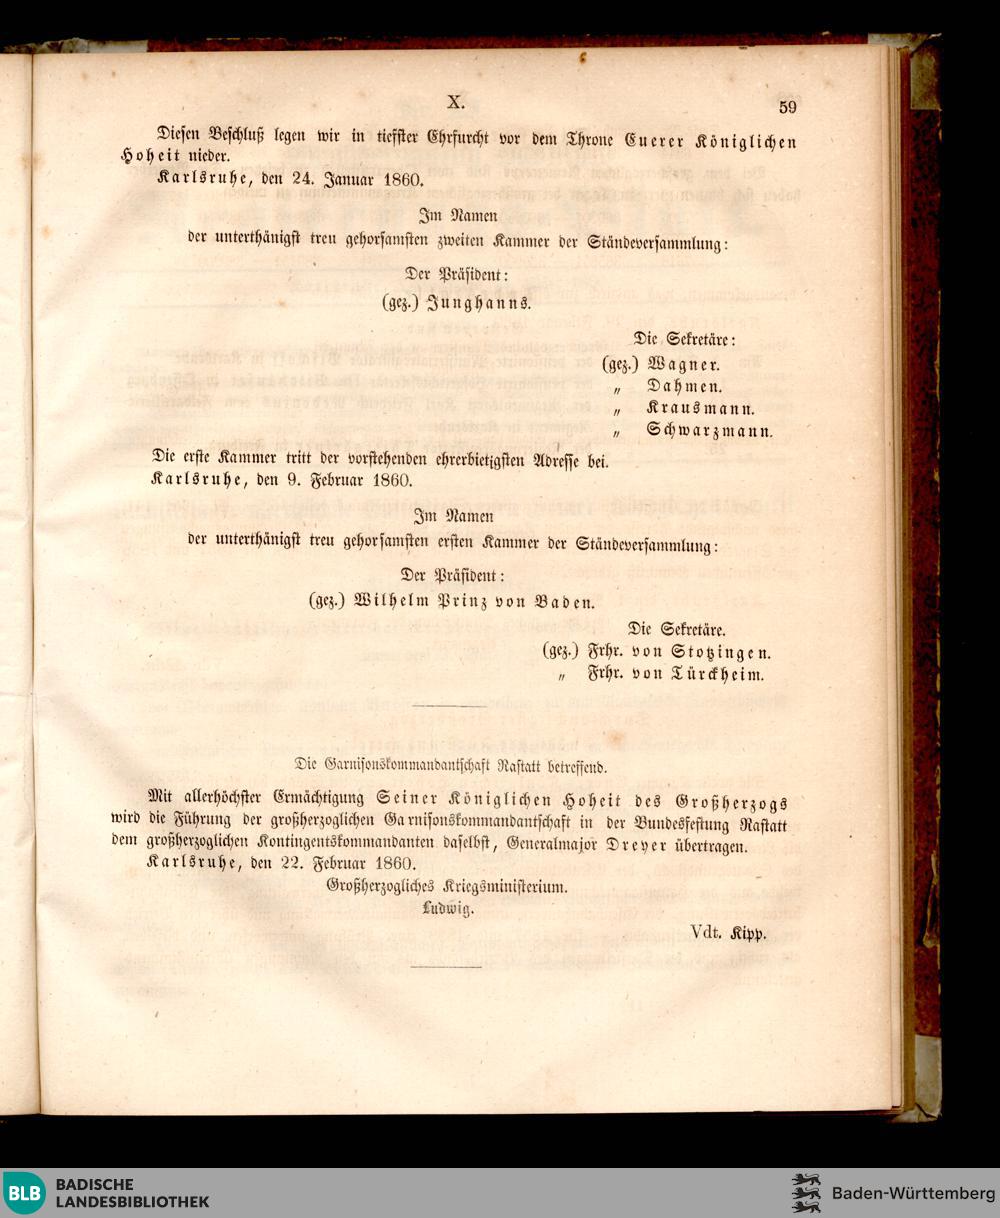 X.
59
Diesen Beschluß legen wir in tiefster Ehrfurcht vor dem Throne Euerer Königlichen
Hoheit nieder.
Karlsruhe, den 24. Januar 1860.
Im Namen
der unterthänigst treu gehorsamsten zweiten Kammer der Ständeversammlung:
Der Präsident:
(gez.) Junghanns.
Die Sekretäre:
(gez.) Wagner.
„ Dahmen.
„ Krausmann.
„ Schwarzmann.
Die erste Kammer tritt der vorstehenden ehrerbietigsten Adresse bei.
Karlsruhe, den 9. Februar 1860.
Im Namen
der unterthänigst treu gehorsamsten ersten Kammer der Ständeversammlung:
Der Präsident:
(gez.) Wilhelm Prinz von Baden.
Die Sekretäre.
(gez.) Frhr. von Stotzingen.
„ Frhr. von Türckheim.
Die Garnisonskommandantschaft Rastatt betreffend.
Mit allerhöchster Ermächtigung Seiner Königlichen Hoheit des Großherzogs
wird die Führung der großherzoglichen Garnisonskommandantschaft in der Bundesfestung Rastatt
dem großherzoglichen Kontingentskommandanten daselbst, Generalmajor Dreyer übertragen.
Karlsruhe, den 22. Februar 1860.
Großherzogliches Kriegsministerium.
Ludwig.
Vdt. Kipp.
BLB BADISCHE
LANDESBIBLIOTHEK
Baden-Württemberg